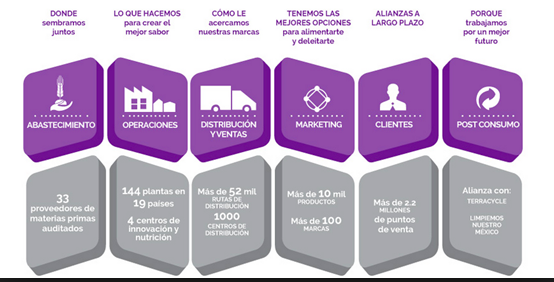 DONDE
sembramos
juntos
LO QUE HACEMOS
para crear el
mejor sabor
CÓMO LE
acercamos
nuestras marcas
TENEMOS LAS
MEJORES OPCIONES
para alimentarte
y deleitarte
ALIANZAS A
LARGO PLAZO
PORQUE
trabajamos
por un mejor
futuro
ABASTECIMIENTO
OPERACIONES
DISTRIBUCIÓN
Y VENTAS
MARKETING
CLIENTES
POST CONSUMO
33
proveedores de
materias primas
auditados
144 plantas en
19 países
4 centros de
innovación y
nutrición
Más de 52 mil
RUTAS DE
DISTRIBUCIÓN
1000
CENTROS DE
DISTRIBUCIÓN
Más de 10 mil
PRODUCTOS
Más de 100
MARCAS
Más de 2.2
MILLONES
de puntos
de venta
Alianza con:
TERRACYCLE
LIMPIEMOS
NUESTRO
MÉXICO